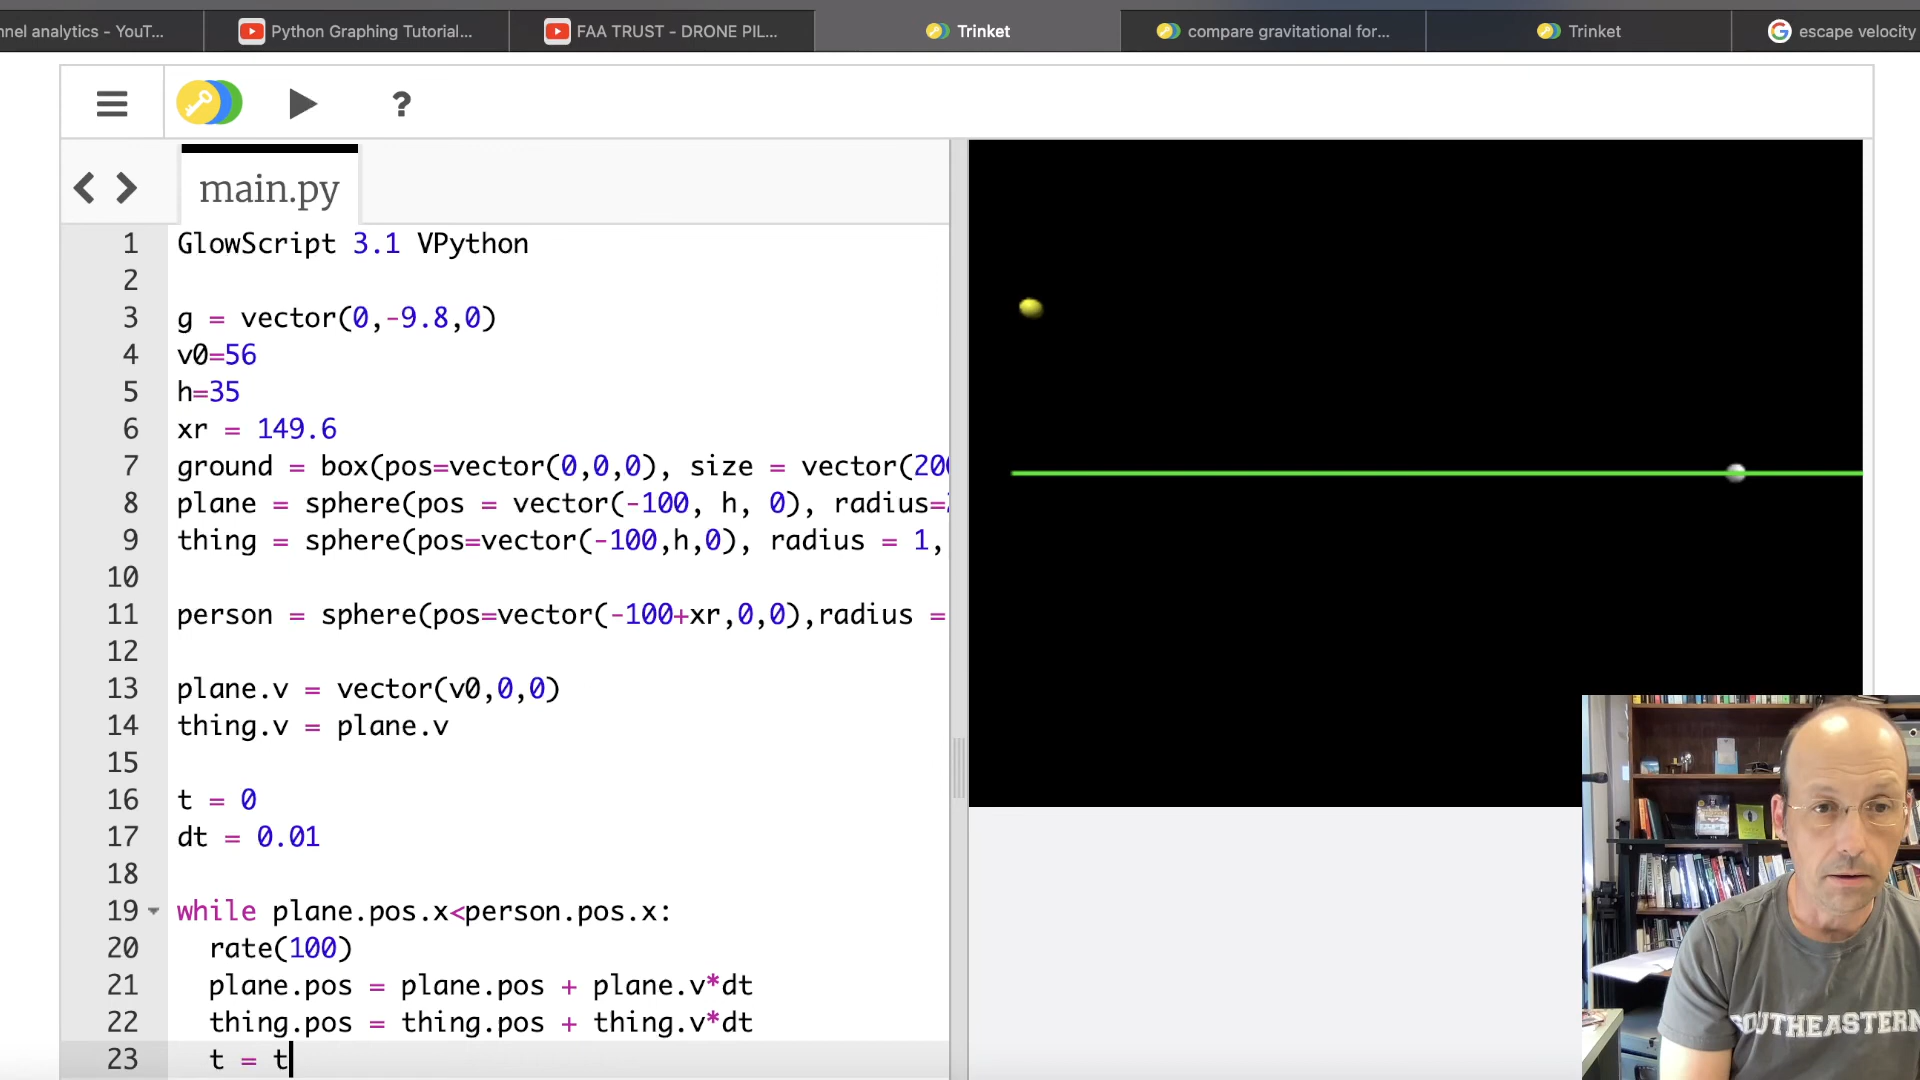 nnel analytics - YouT...
Python Graphing Tutorial...
FAA TRUST - DRONE PIL...
Trinket
compare gravitational for...
Trinket
escape velocity
?
main.py
1 GlowScript 3.1 VPython
2
3 g = vector(0,-9.8,0)
4 v0=56
5 h=35
6 xr = 149.6
7 ground = box(pos=vector(0,0,0), size = vector(200
8 plane = sphere(pos = vector(-100, h, 0), radius=
9 thing = sphere(pos=vector(-100,h,0), radius = 1,
10
11 person = sphere(pos=vector(-100+xr,0,0),radius =
12
13 plane.v = vector(v0,0,0)
14 thing.v = plane.v
15
16 t = 0
17 dt = 0.01
18
19 while plane.pos.x<person.pos.x:
20 rate(100)
21 plane.pos = plane.pos + plane.v*dt
22 thing.pos = thing.pos + thing.v*dt
23 t = t
SOUTHEASTERN